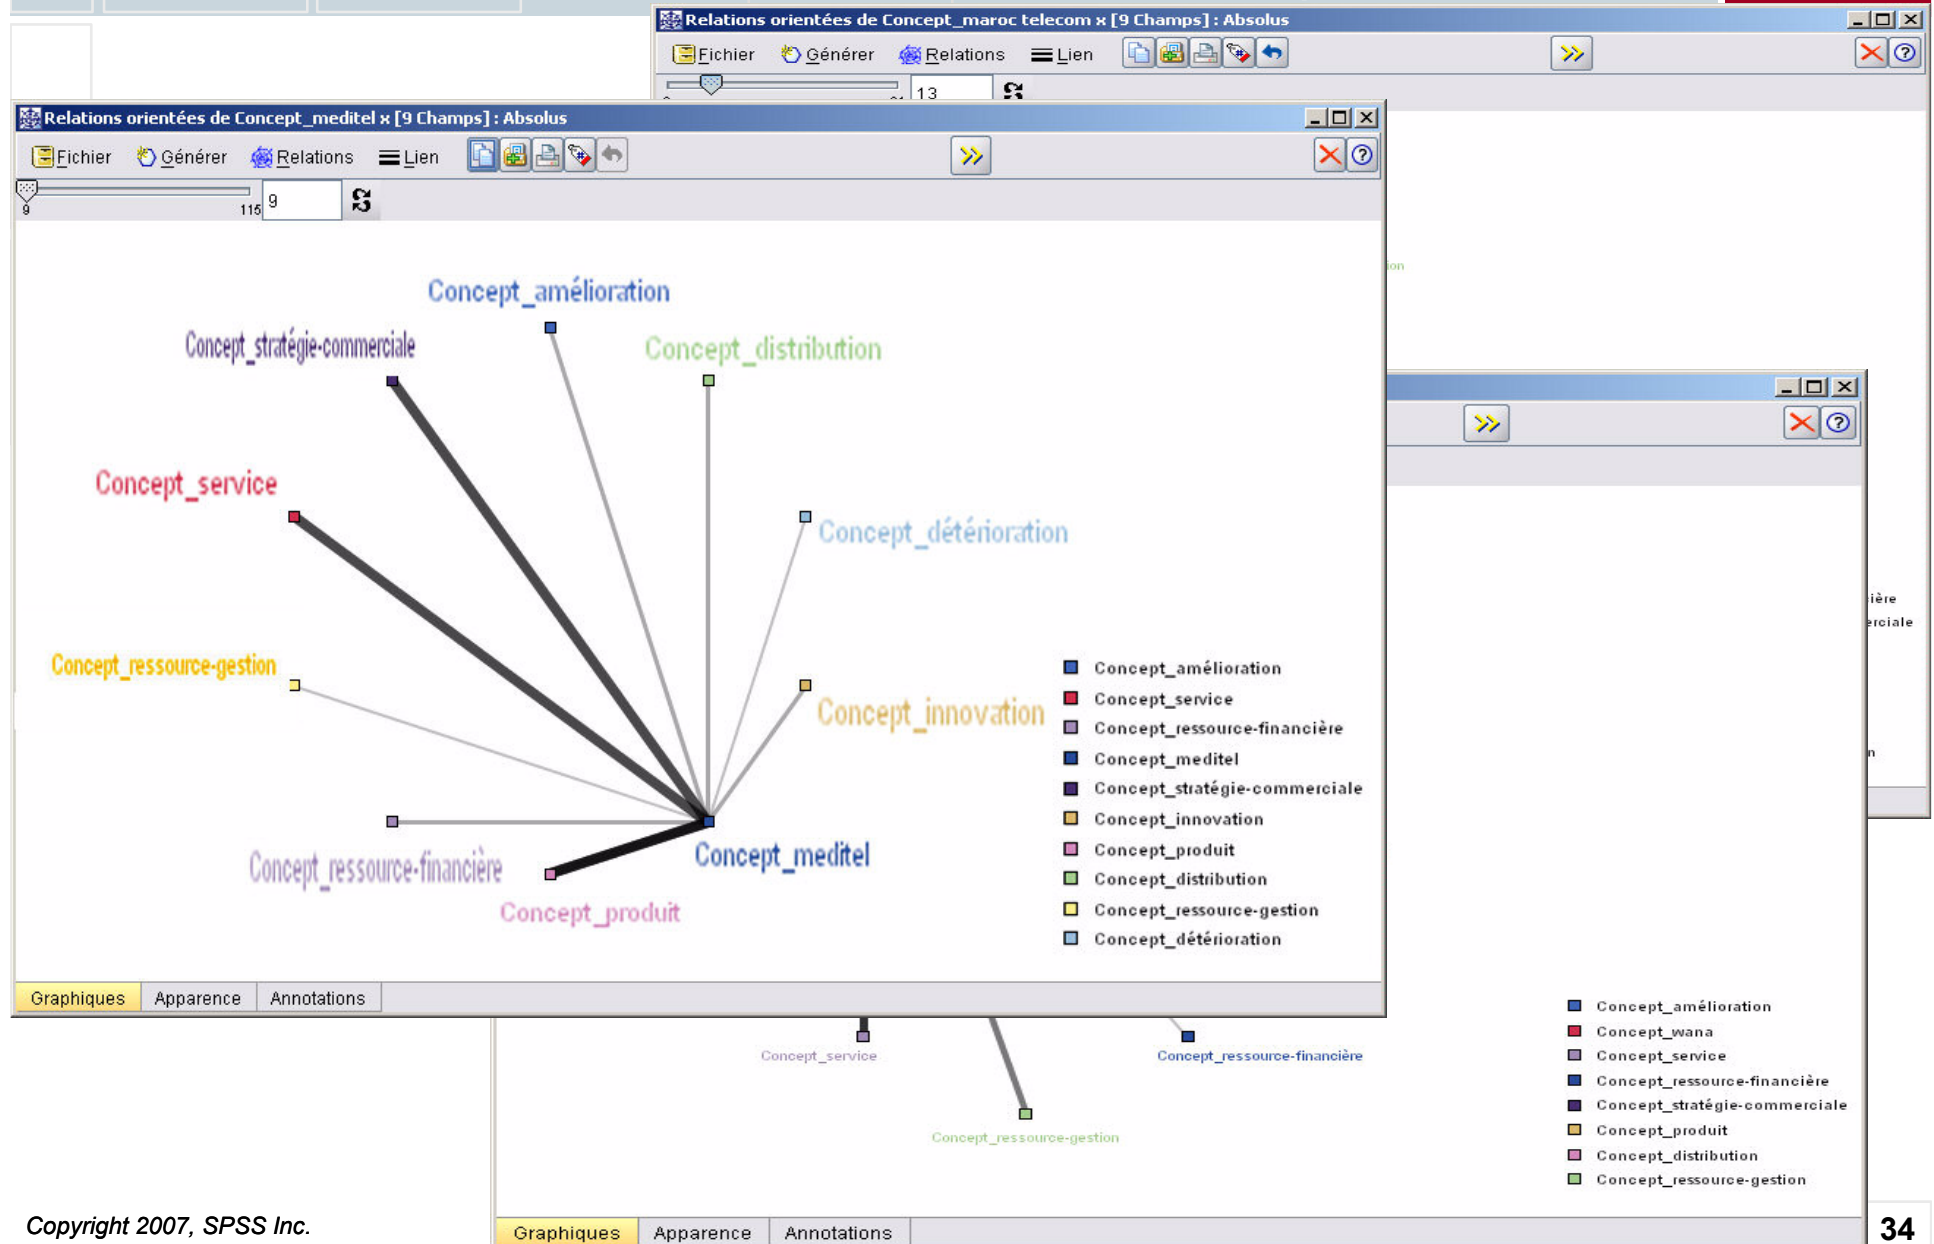 Relations orientées de Concept_maroc telecom x [9 Champs] : Absolus
Fichier Générer Relations Lien
13
Relations orientées de Concept_meditel x [9 Champs] : Absolus
Fichier Générer Relations Lien
9 115 9
Concept_amélioration
Concept_stratégie-commerciale
Concept_distribution
Concept_service
Concept_détérioration
Concept_ressource-gestion
Concept_innovation
Concept_ressource-financière
Concept_meditel
Concept_produit
Concept_amélioration
Concept_service
Concept_ressource-financière
Concept_meditel
Concept_stratégie-commerciale
Concept_innovation
Concept_produit
Concept_distribution
Concept_ressource-gestion
Concept_détérioration
Graphiques Apparence Annotations
ion
ière
erciale
n
Concept_service
Concept_ressource-financière
Concept_ressource-gestion
Concept_amélioration
Concept_wana
Concept_service
Concept_ressource-financière
Concept_stratégie-commerciale
Concept_produit
Concept_distribution
Concept_ressource-gestion
Graphiques Apparence Annotations
Copyright 2007, SPSS Inc.
34